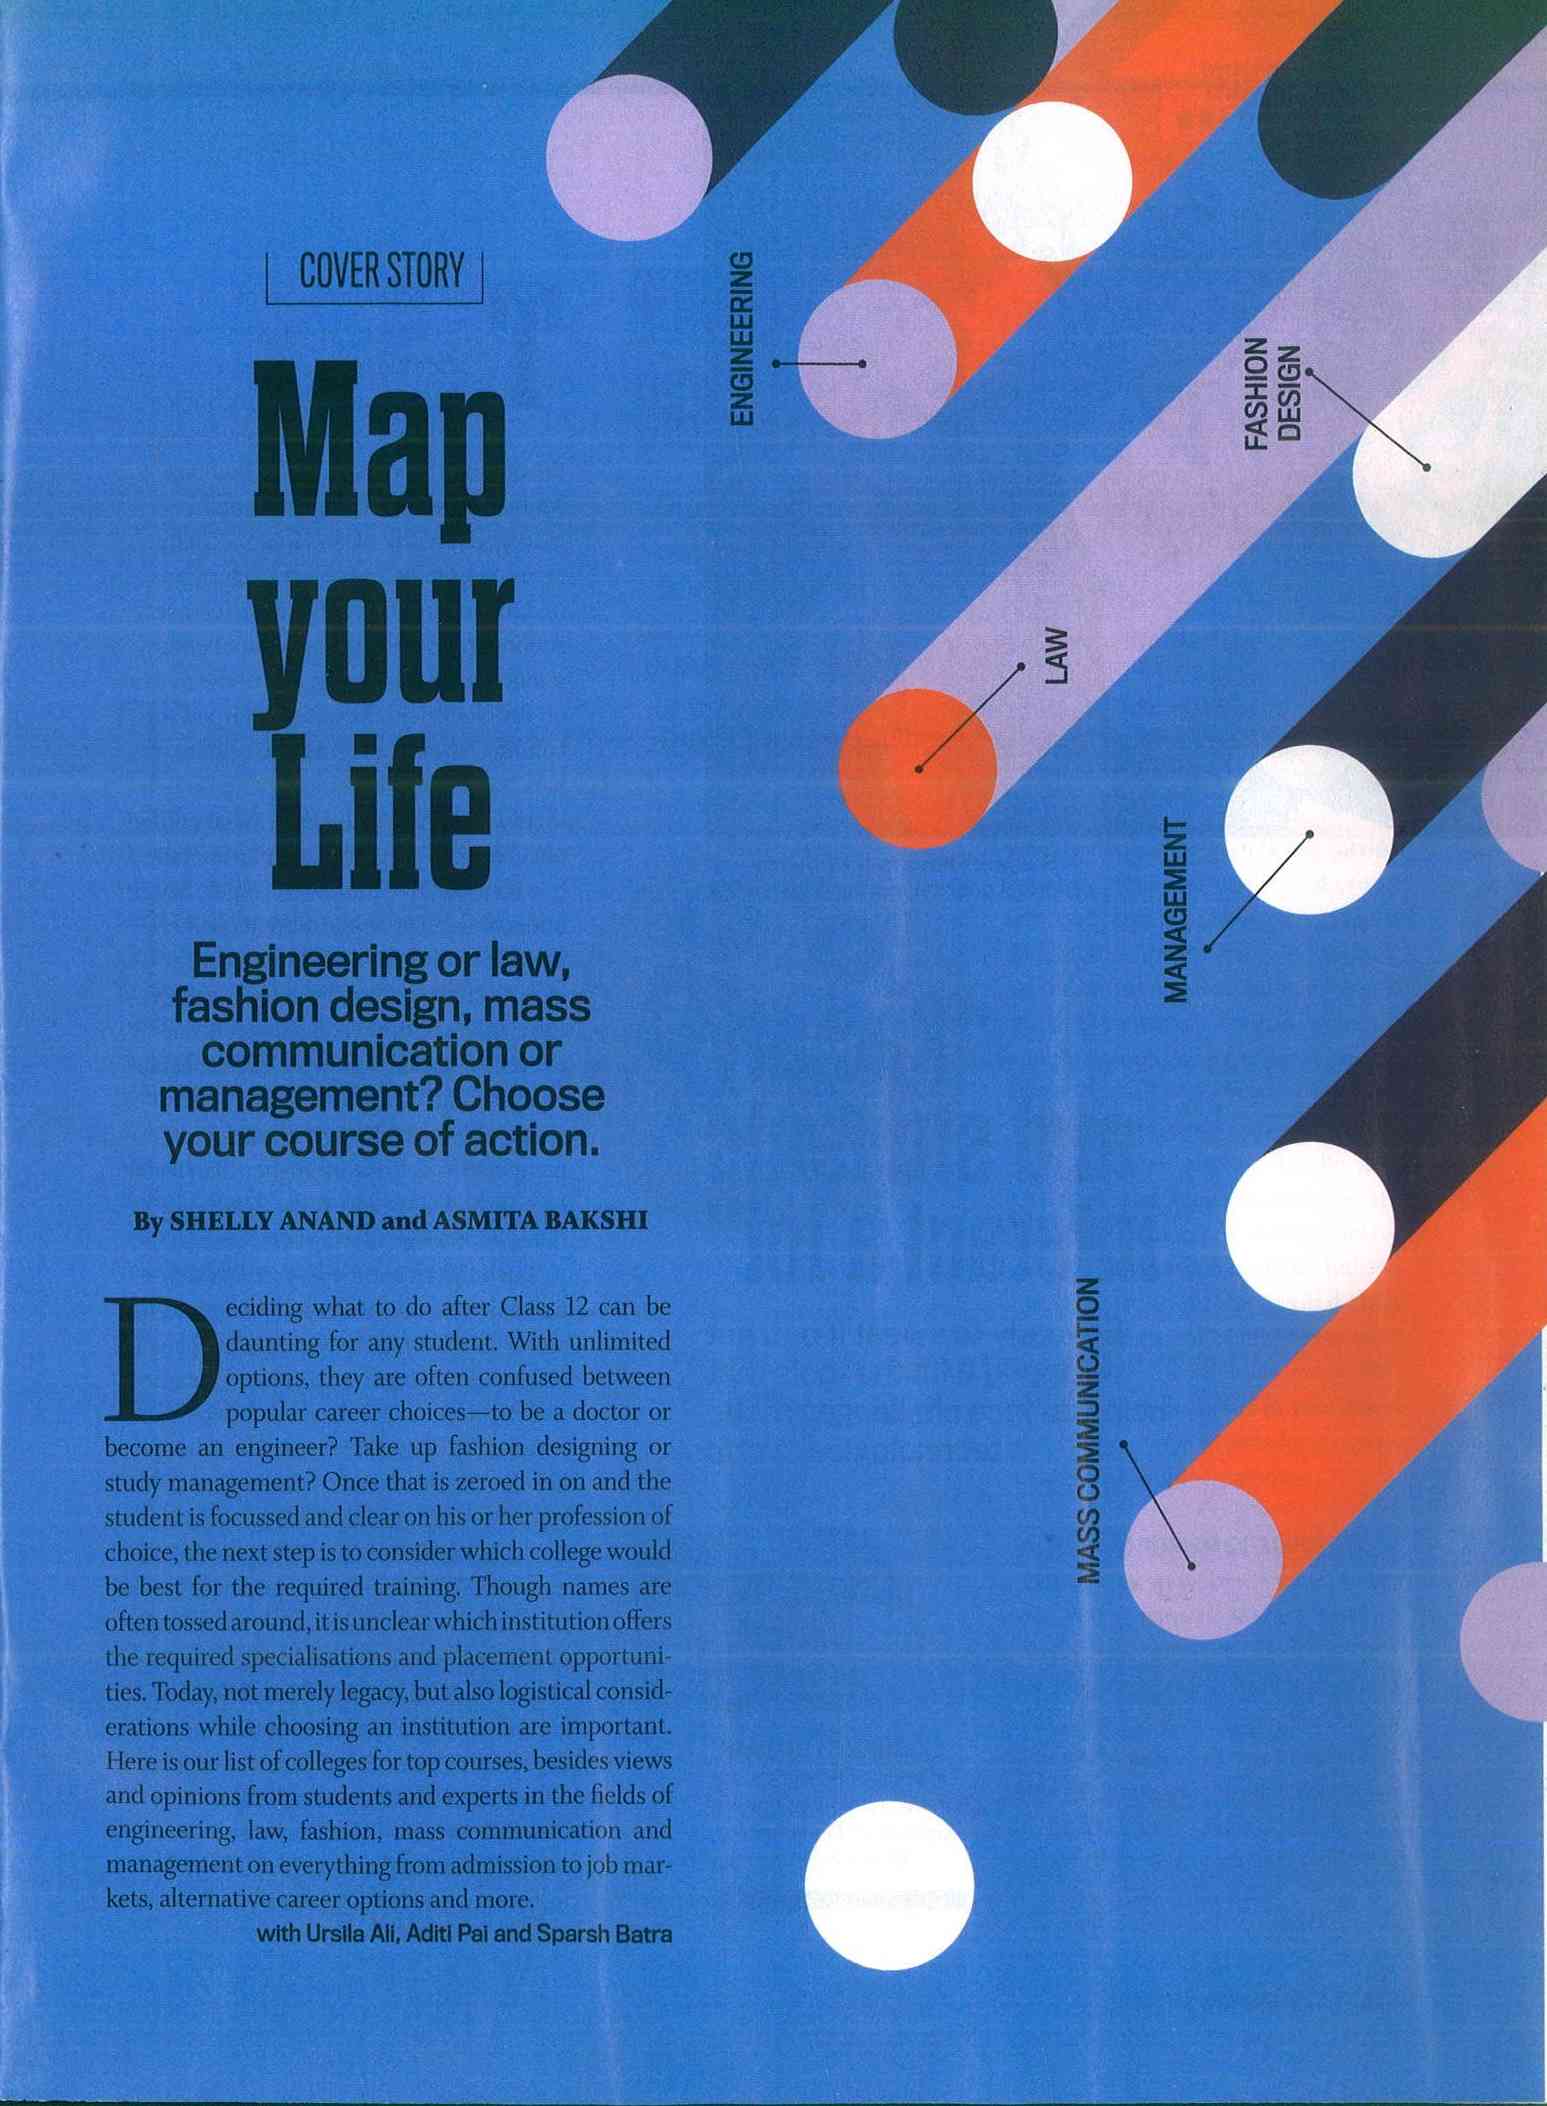 COVER STORY
Map
your
Life
Engineering or law,
fashion design, mass
communication or
management? Choose
your course of action.
By SHELLY ANAND and ASMITA BAKSHI
Deciding what to do after Class 12 can be
daunting for any student. With unlimited
options, they are often confused between
popular career choices—to be a doctor or
become an engineer? Take up fashion designing or
study management? Once that is zeroed in on and the
student is focussed and clear on his or her profession of
choice, the next step is to consider which college would
be best for the required training. Though names are
often tossed around, it is unclear which institution offers
the required specialisations and placement opportuni-
ties. Today, not merely legacy, but also logistical consid-
erations while choosing an institution are important.
Here is our list of colleges for top courses, besides views
and opinions from students and experts in the fields of
engineering, law, fashion, mass communication and
management on everything from admission to job mar-
kets, alternative career options and more.
with Ursila Ali, Aditi Pai and Sparsh Batra
ENGINEERING
FASHION
DESIGN
LAW
MANAGEMENT
MASS COMMUNICATION